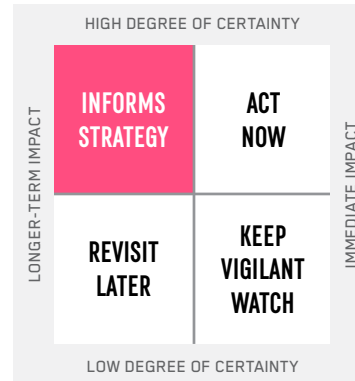 HIGH DEGREE OF CERTAINTY
LONGER-TERM IMPACT
INFORMS
STRATEGY
ACT
NOW
IMMEDIATE IMPACT
REVISIT
LATER
KEEP
VIGILANT
WATCH
LOW DEGREE OF CERTAINTY